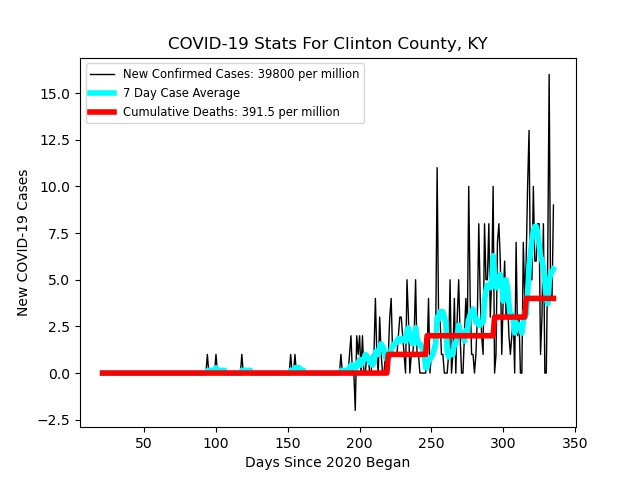 COVID-19 Stats For Clinton County, KY
New Confirmed Cases: 39800 per million
7 Day Case Average
Cumulative Deaths: 391.5 per million
New COVID-19 Cases
15.0
12.5
10.0
7.5
5.0
2.5
0.0
−2.5
50 100 150 200 250 300 350
Days Since 2020 Began